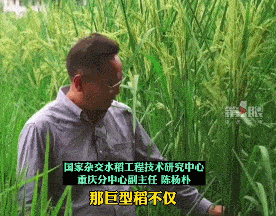 国家杂交水稻工程技术研究中心
重庆分中心副主任 陈杨朴
那巨型稻不仅